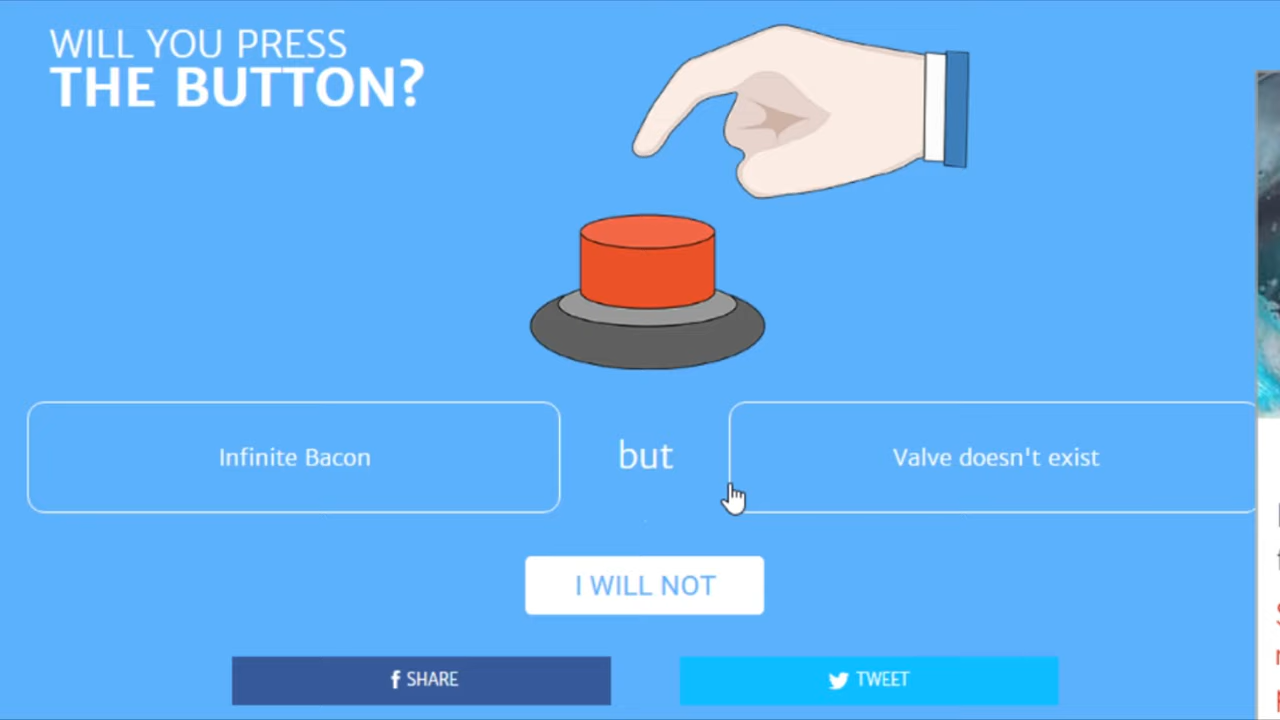 WILL YOU PRESS
THE BUTTON?
Infinite Bacon
but
Valve doesn't exist
I WILL NOT
SHARE
TWEET